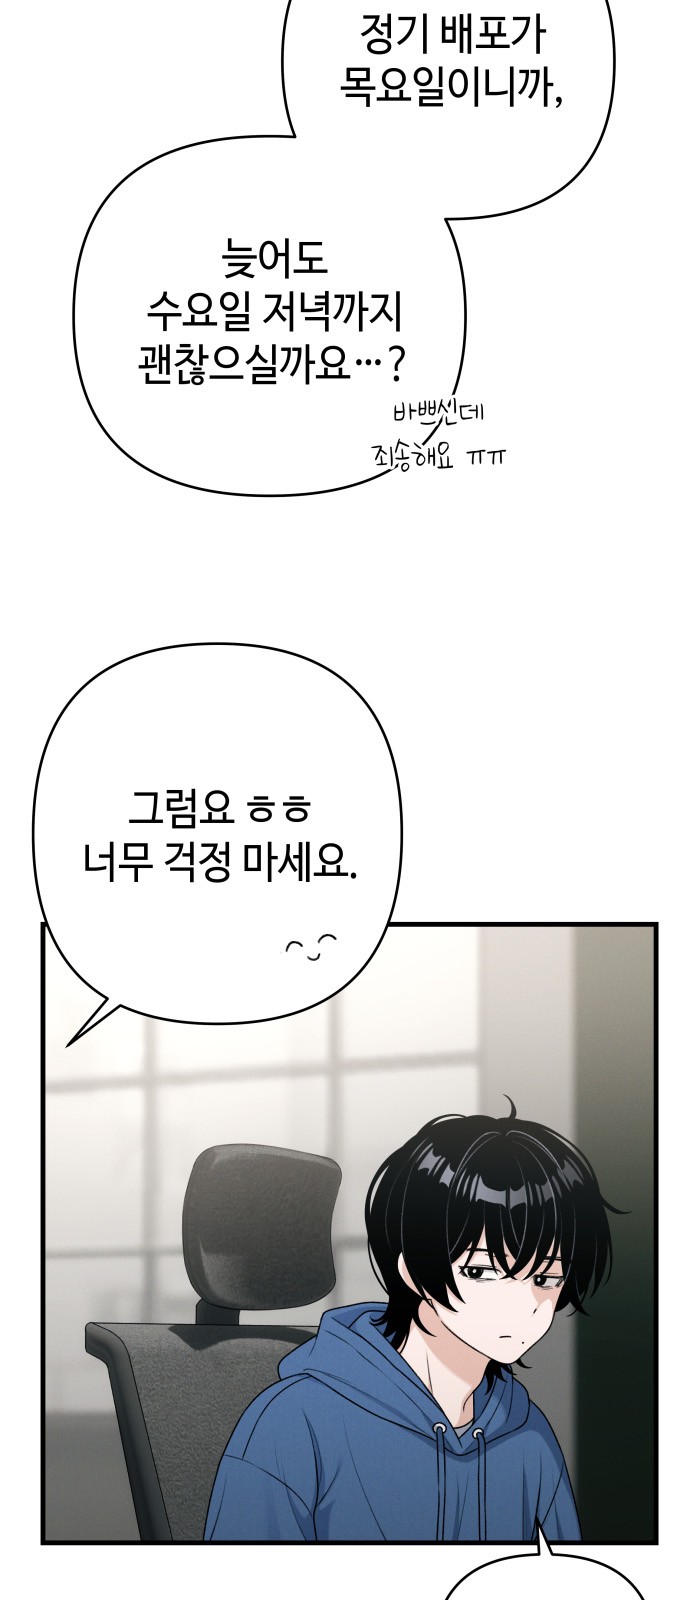 정기 배포가
목요일이니까,
늦어도
수요일 저녁까지
괜찮으실까요…?
바쁘신데
죄송해요 ㅠㅠ
그럼요 ㅎㅎ
너무 걱정 마세요.